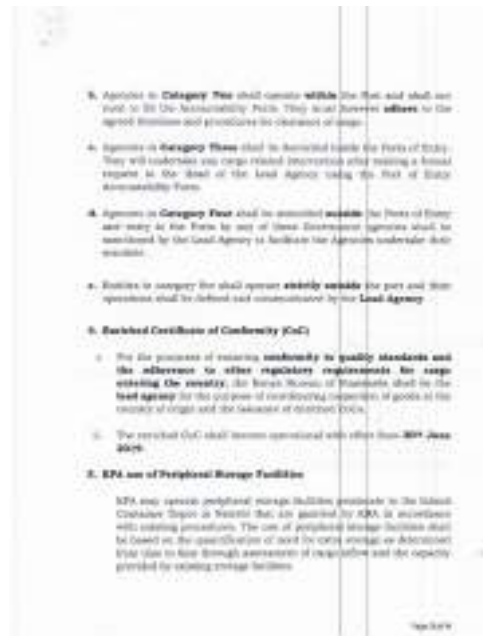 b. Agencies in Category Two shall operate within the Port and shall not
need to fill the Accountability Form. They must however adhere to the
agreed timelines and procedures for clearance of cargo.
c. Agencies in Category Three shall be
They will undertake any cargo related intervention after making a formal
request to the Head of the Lead Agency using the Port of Entry
Accountability Form.
d. Agencies in Category Four shall be outside the Ports of Entry
and entry to the Ports by any of these Government agencies shall be
sanctioned by the Lead Agency to facilitate the Agencies undertake their
mandate.
e. Entities in category five shall operate strictly outside the port and their
operations shall be defined and communicated by the Lead Agency
Enriched Certificate of Conformity (CoC)
i. For the purposes of ensuring conformity to quality standards and
the adherence to other regulatory requirements for cargo
entering the country, the Kenya Bureau of Standards shall be the
lead agency for the purpose of coordinating inspection of goods at the
country of origin and the issuance of enriched CoCs.
ii. The enriched CoC shall become operational with effect from 30th June
2019.
5. KPA use of Peripheral Storage Facilities
KPA may operate peripheral storage facilities proximate to the Inland
Container Depot in Nairobi that are gazetted by KRA in accordance
with existing procedures. The use of peripheral storage facilities shall
be based on the quantification of need for extra storage as determined
from time to time through assessment of cargo inflow and the capacity
provided by existing storage facilities.